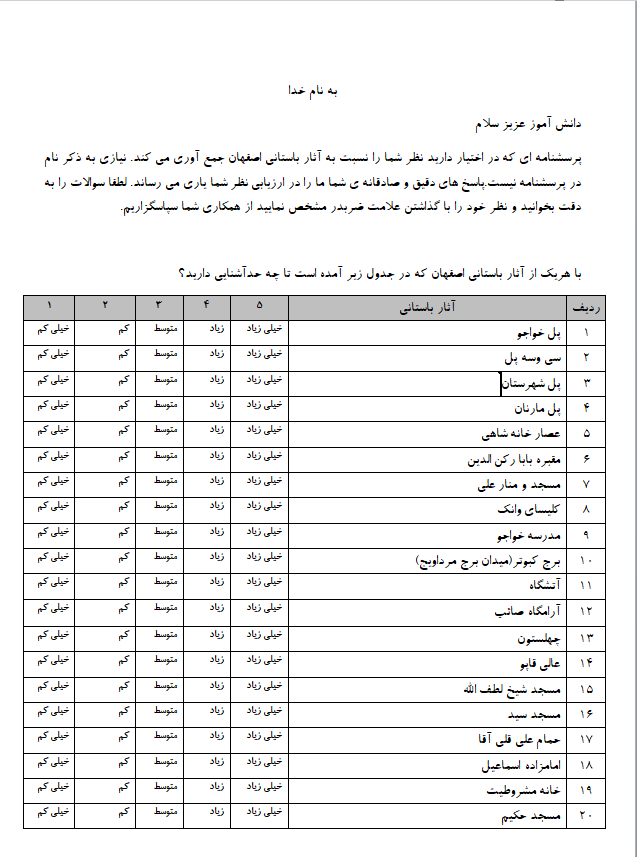 به نام خدا
دانش آموز عزیز سلام
پرسشنامه ای که در اختیار دارید نظر شما را نسبت به آثار باستانی اصفهان جمع آوری می کند. نیازی به ذکر نام
در پرسشنامه نیست.پاسخ های دقیق و صادقانه ی شما ما را در ارزیابی نظر شما یاری می رساند. لطفا سوالات را به
دقت بخوانید و نظر خود را با گذاشتن علامت ضربدر مشخص نمایید از همکاری شما سپاسگزاریم.
با هریک از آثار باستانی اصفهان که در جدول زیر آمده است تا چه حدآشنایی دارید؟
ردیف آثار باستانی ۵ ۴ ۳ ۲ ۱
۱ پل خواجو خیلی زیاد زیاد متوسط کم خیلی کم
۲ سی وسه پل خیلی زیاد زیاد متوسط کم خیلی کم
۳ پل شهرستان خیلی زیاد زیاد متوسط کم خیلی کم
۴ پل مارنان خیلی زیاد زیاد متوسط کم خیلی کم
۵ عصار خانه شاهی خیلی زیاد زیاد متوسط کم خیلی کم
۶ مقبره بابا رکن الدین خیلی زیاد زیاد متوسط کم خیلی کم
۷ مسجد و منار علی خیلی زیاد زیاد متوسط کم خیلی کم
۸ کلیسای وانک خیلی زیاد زیاد متوسط کم خیلی کم
۹ مدرسه خواجو خیلی زیاد زیاد متوسط کم خیلی کم
۱۰ برج کبوتر(میدان برج مرداویج) خیلی زیاد زیاد متوسط کم خیلی کم
۱۱ آتشگاه خیلی زیاد زیاد متوسط کم خیلی کم
۱۲ آرامگاه صائب خیلی زیاد زیاد متوسط کم خیلی کم
۱۳ چهلستون خیلی زیاد زیاد متوسط کم خیلی کم
۱۴ عالی قاپو خیلی زیاد زیاد متوسط کم خیلی کم
۱۵ مسجد شیخ لطف الله خیلی زیاد زیاد متوسط کم خیلی کم
۱۶ مسجد سید خیلی زیاد زیاد متوسط کم خیلی کم
۱۷ حمام علی قلی آقا خیلی زیاد زیاد متوسط کم خیلی کم
۱۸ امامزاده اسماعیل خیلی زیاد زیاد متوسط کم خیلی کم
۱۹ خانه مشروطیت خیلی زیاد زیاد متوسط کم خیلی کم
۲۰ مسجد حکیم خیلی زیاد زیاد متوسط کم خیلی کم